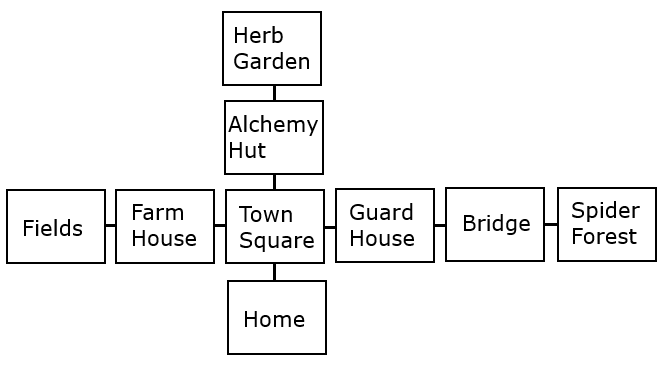 Herb
Garden
Alchemy
Hut
Fields
Farm
House
Town
Square
Guard
House
Bridge
Spider
Forest
Home